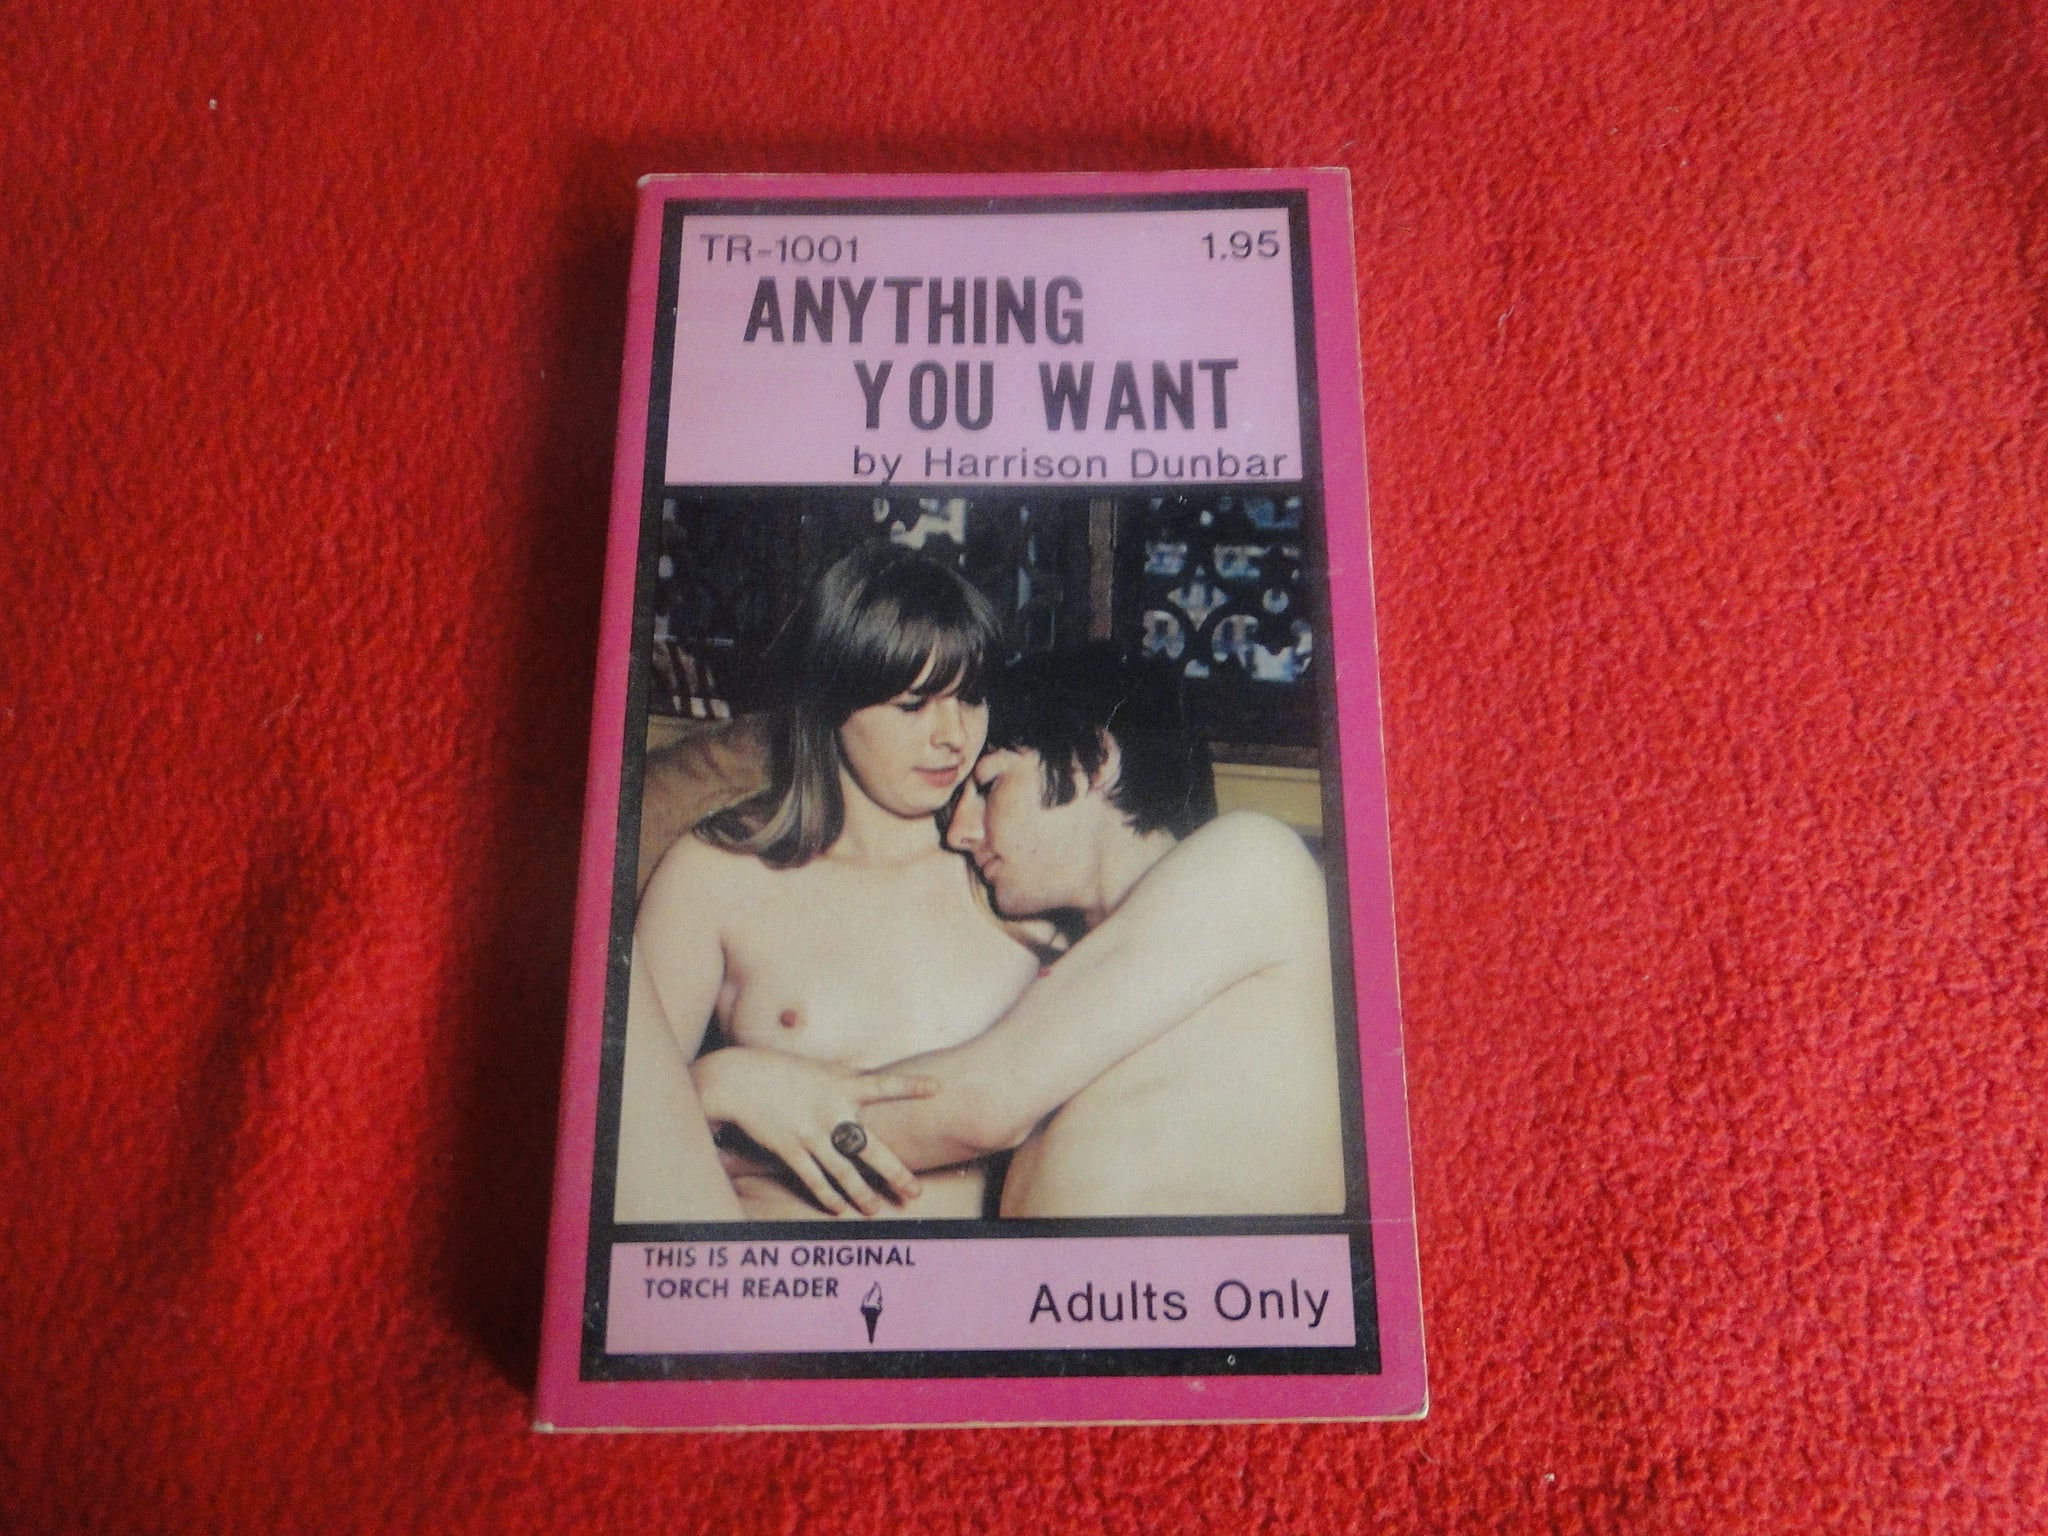 TR-1001 1.95
ANYTHING
YOU WANT
by Harrison Dunbar
THIS IS AN ORIGINAL
TORCH READER
Adults Only